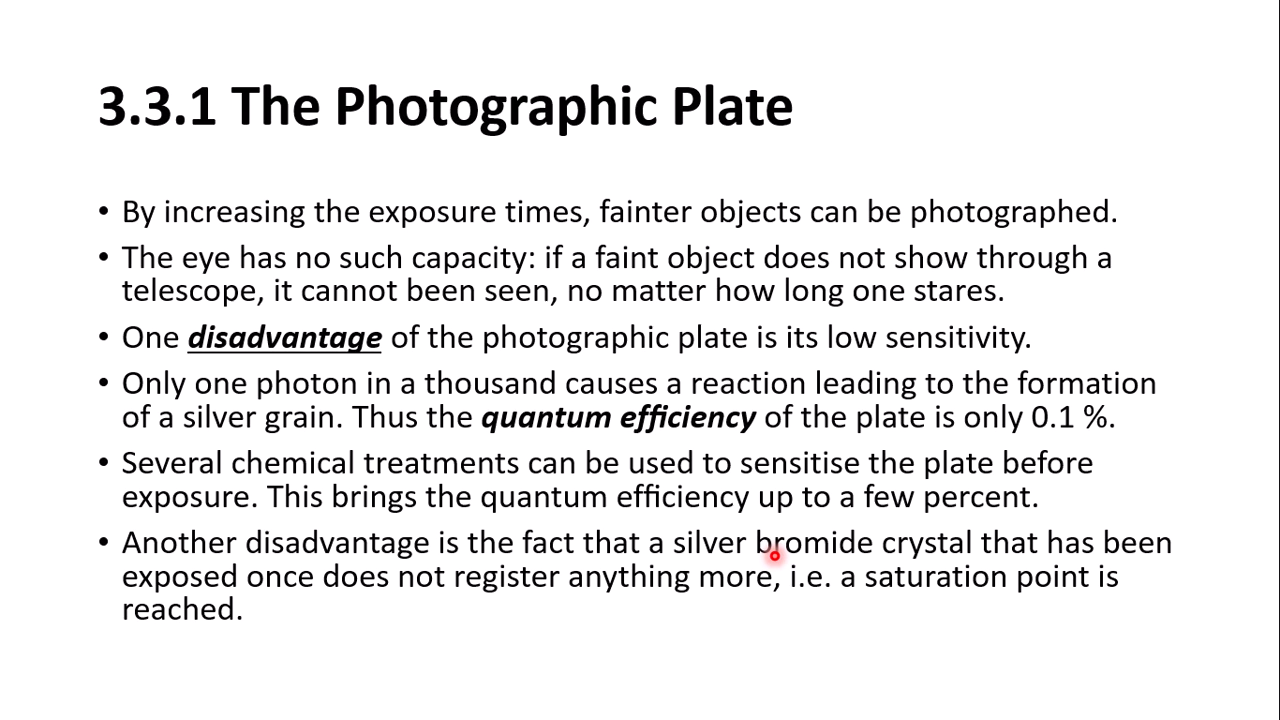 3.3.1 The Photographic Plate
• By increasing the exposure times, fainter objects can be photographed.
• The eye has no such capacity: if a faint object does not show through a
telescope, it cannot been seen, no matter how long one stares.
• One disadvantage of the photographic plate is its low sensitivity.
• Only one photon in a thousand causes a reaction leading to the formation
of a silver grain. Thus the quantum efficiency of the plate is only 0.1 %.
• Several chemical treatments can be used to sensitise the plate before
exposure. This brings the quantum efficiency up to a few percent.
• Another disadvantage is the fact that a silver bromide crystal that has been
exposed once does not register anything more, i.e. a saturation point is
reached.